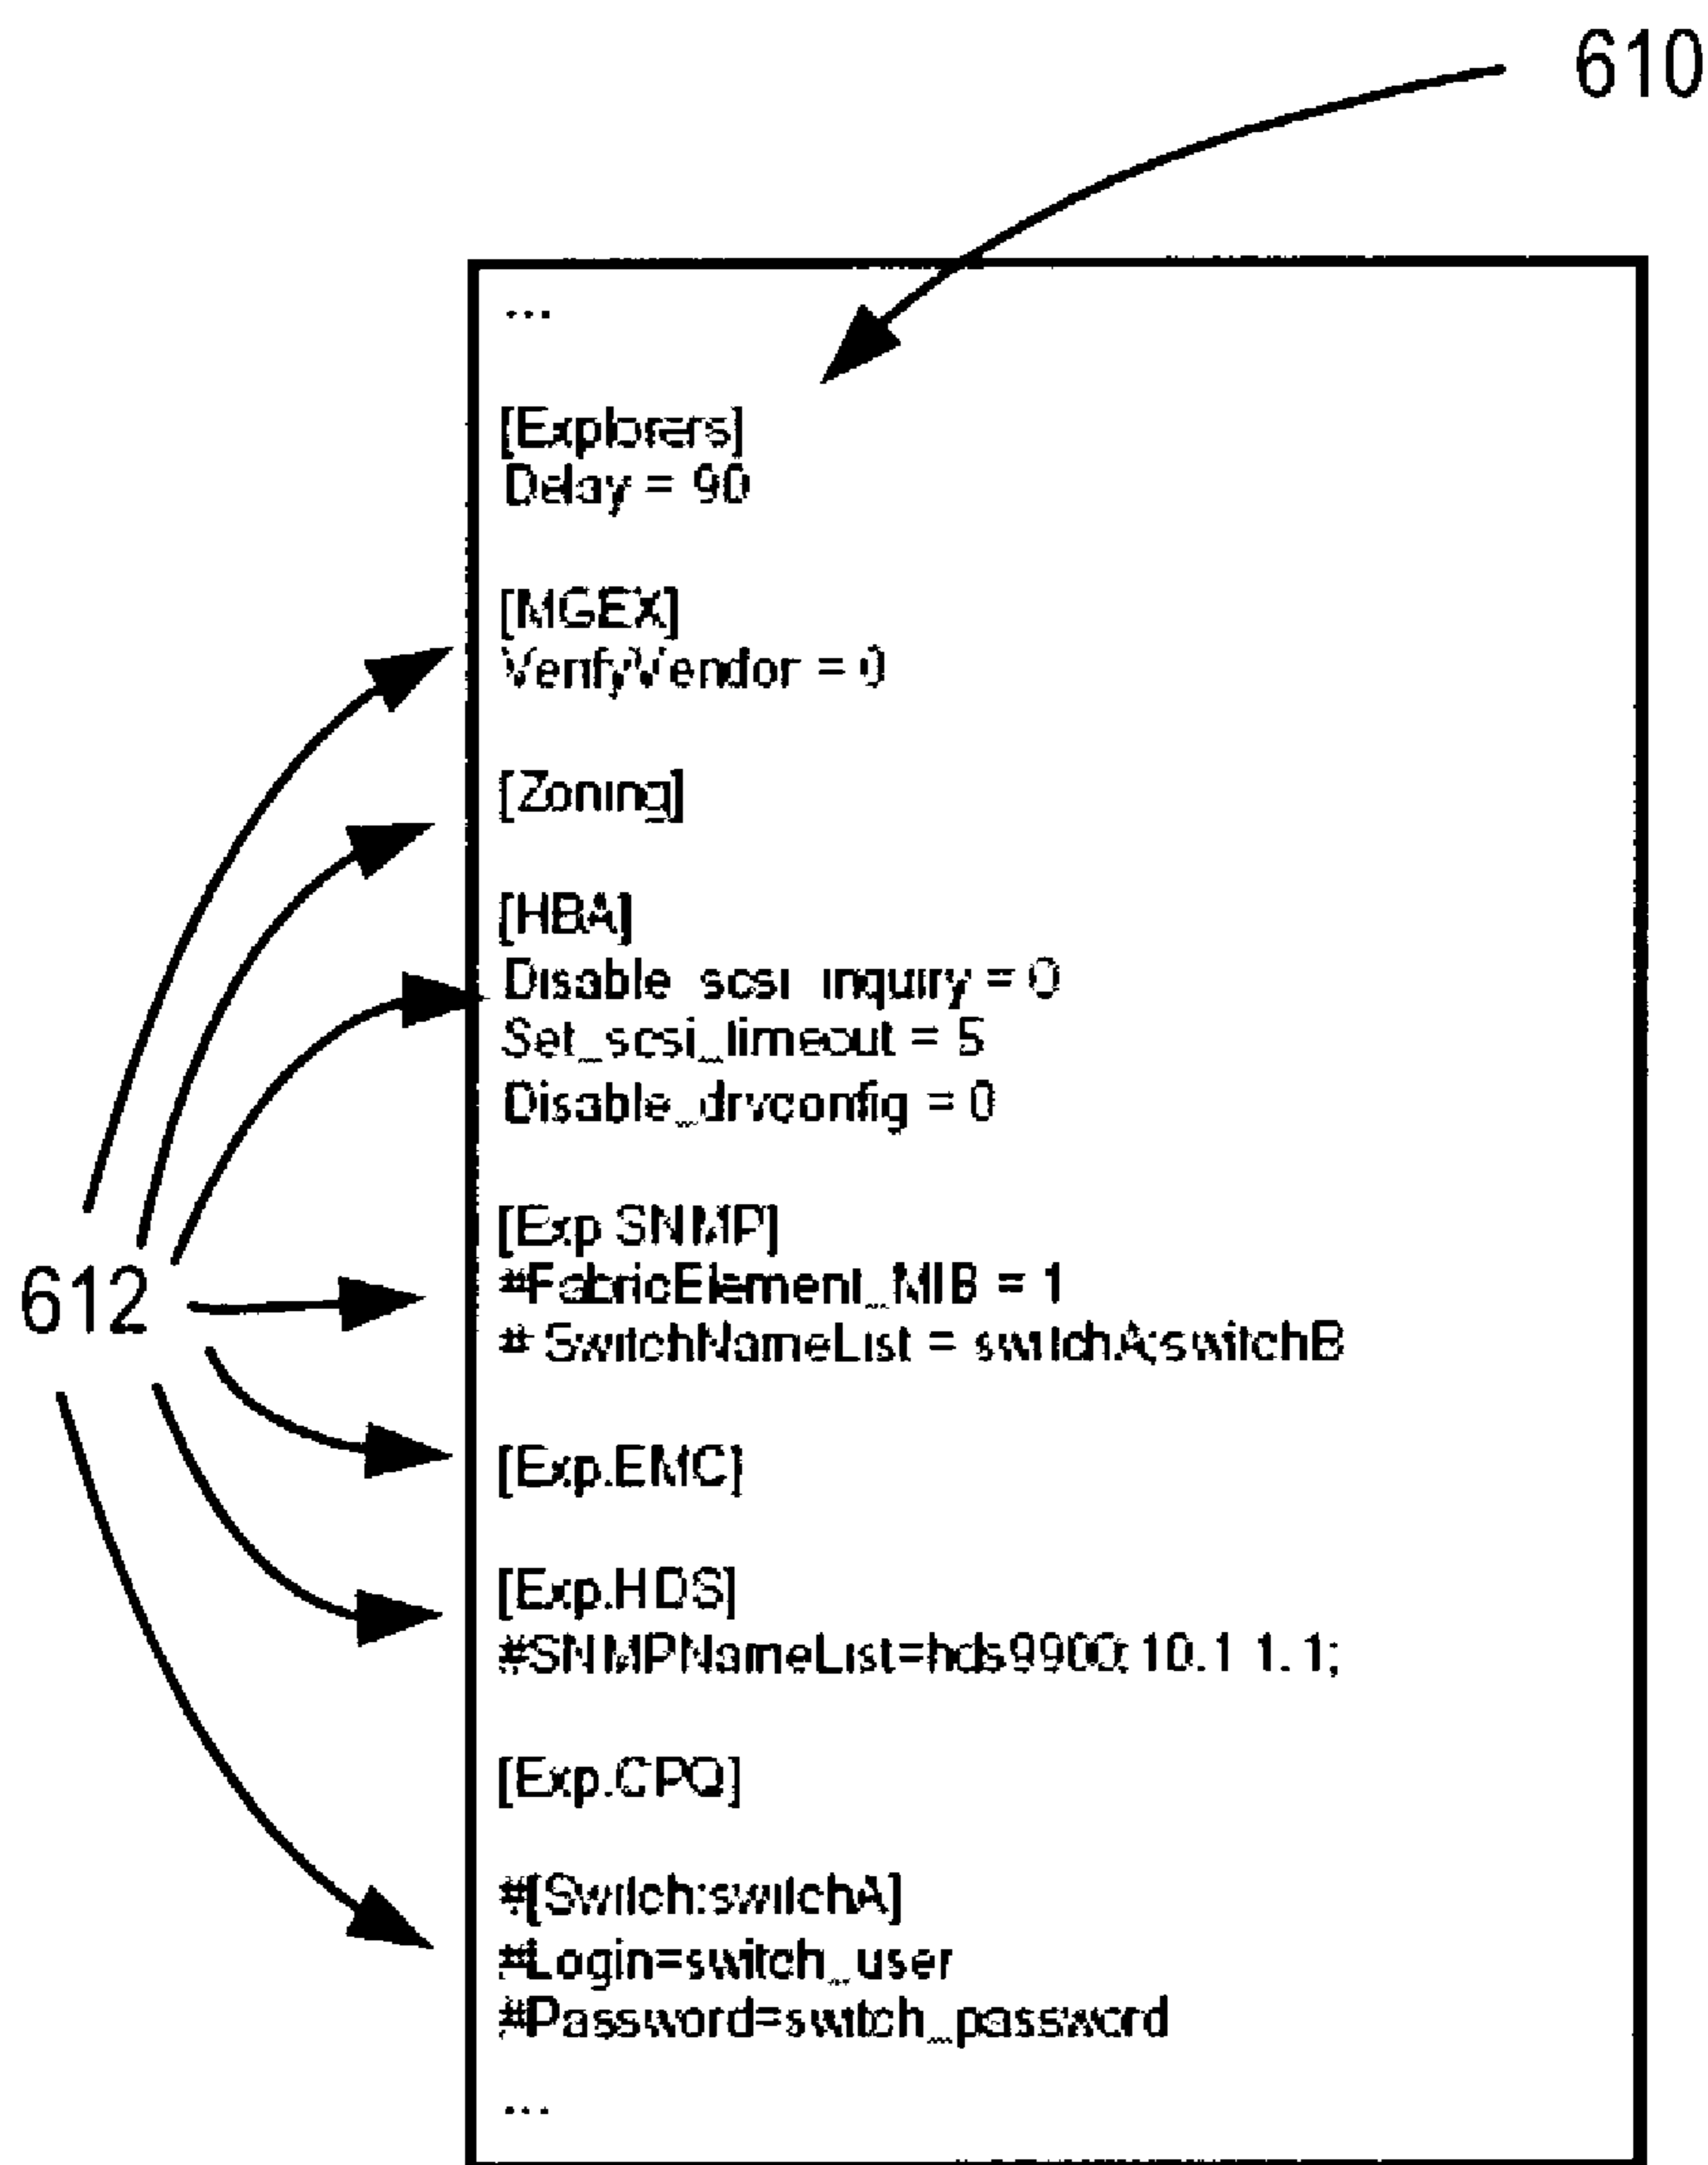 610
...
[Explorers]
Delay = 90
[MGEX]
VerifyVendor = 0
[Zoning]
[HBA]
Disable_scsi_inquiry = 0
Set_scsi_timeout = 5
Disable_drvconfig = 0
[Exp.SNMP]
#FabricElement_MIB = 1
# SwitchNameList = switchA;switchB
612
[Exp.EMC]
[Exp.HDS]
#SNMPNameList=hds9900;10.1.1.1;
[Exp.CPQ]
#[Switch:switchA]
#Login=switch_user
#Password=switch_password
...